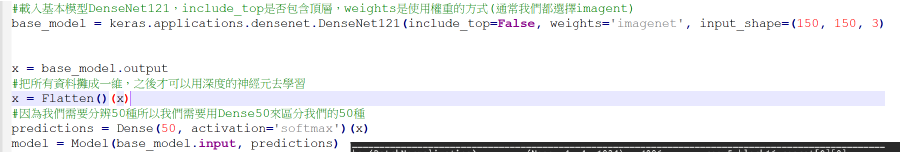 #載入基本模型DenseNet121，include_top是否包含頂層，weights是使用權重的方式(通常我們都選擇imagent)
base_model = keras.applications.densenet.DenseNet121(include_top=False, weights='imagenet', input_shape=(150, 150, 3)
x = base_model.output
#把所有資料攤成一維，之後才可以用深度的神經元去學習
x = Flatten()(x)
#因為我們需要分辨50種所以我們需要用Dense50來區分我們的50種
predictions = Dense(50, activation='softmax')(x)
model = Model(base_model.input, predictions)